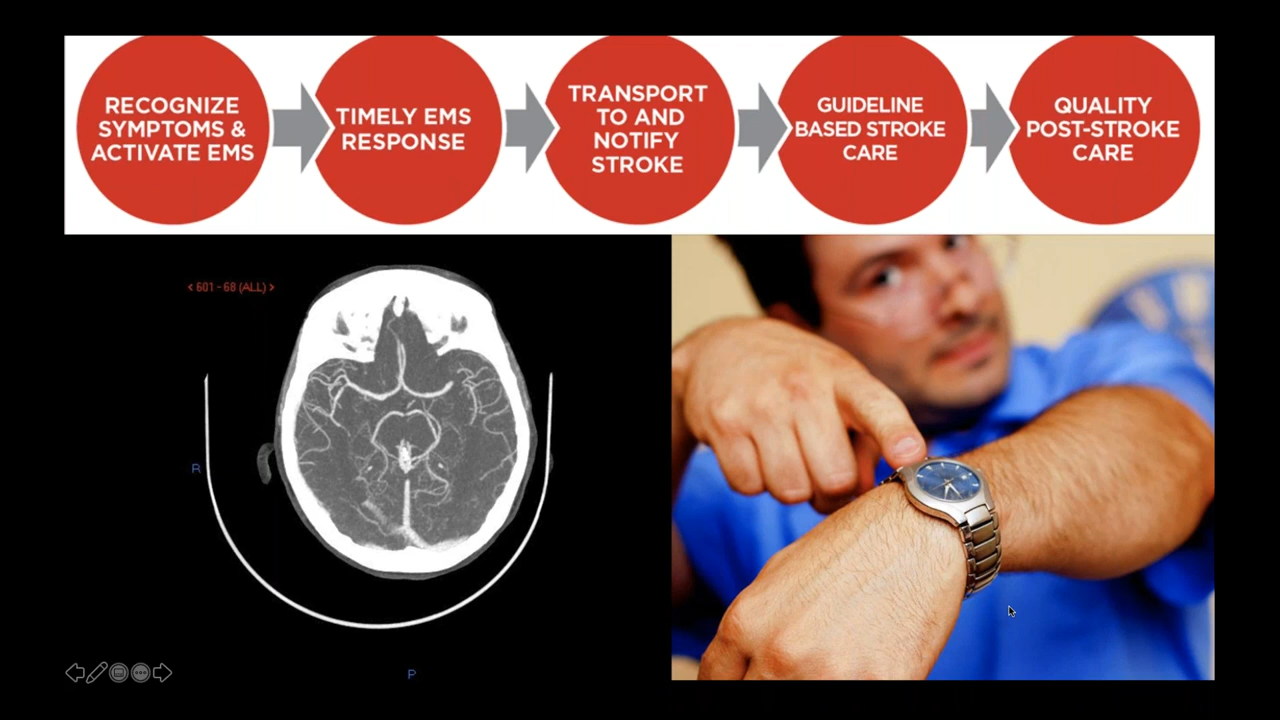 RECOGNIZE
SYMPTOMS &
ACTIVATE EMS
TIMELY EMS
RESPONSE
TRANSPORT
TO AND
NOTIFY
STROKE
GUIDELINE
BASED STROKE
CARE
QUALITY
POST-STROKE
CARE
< 601 - 68 (ALL) >
R
P